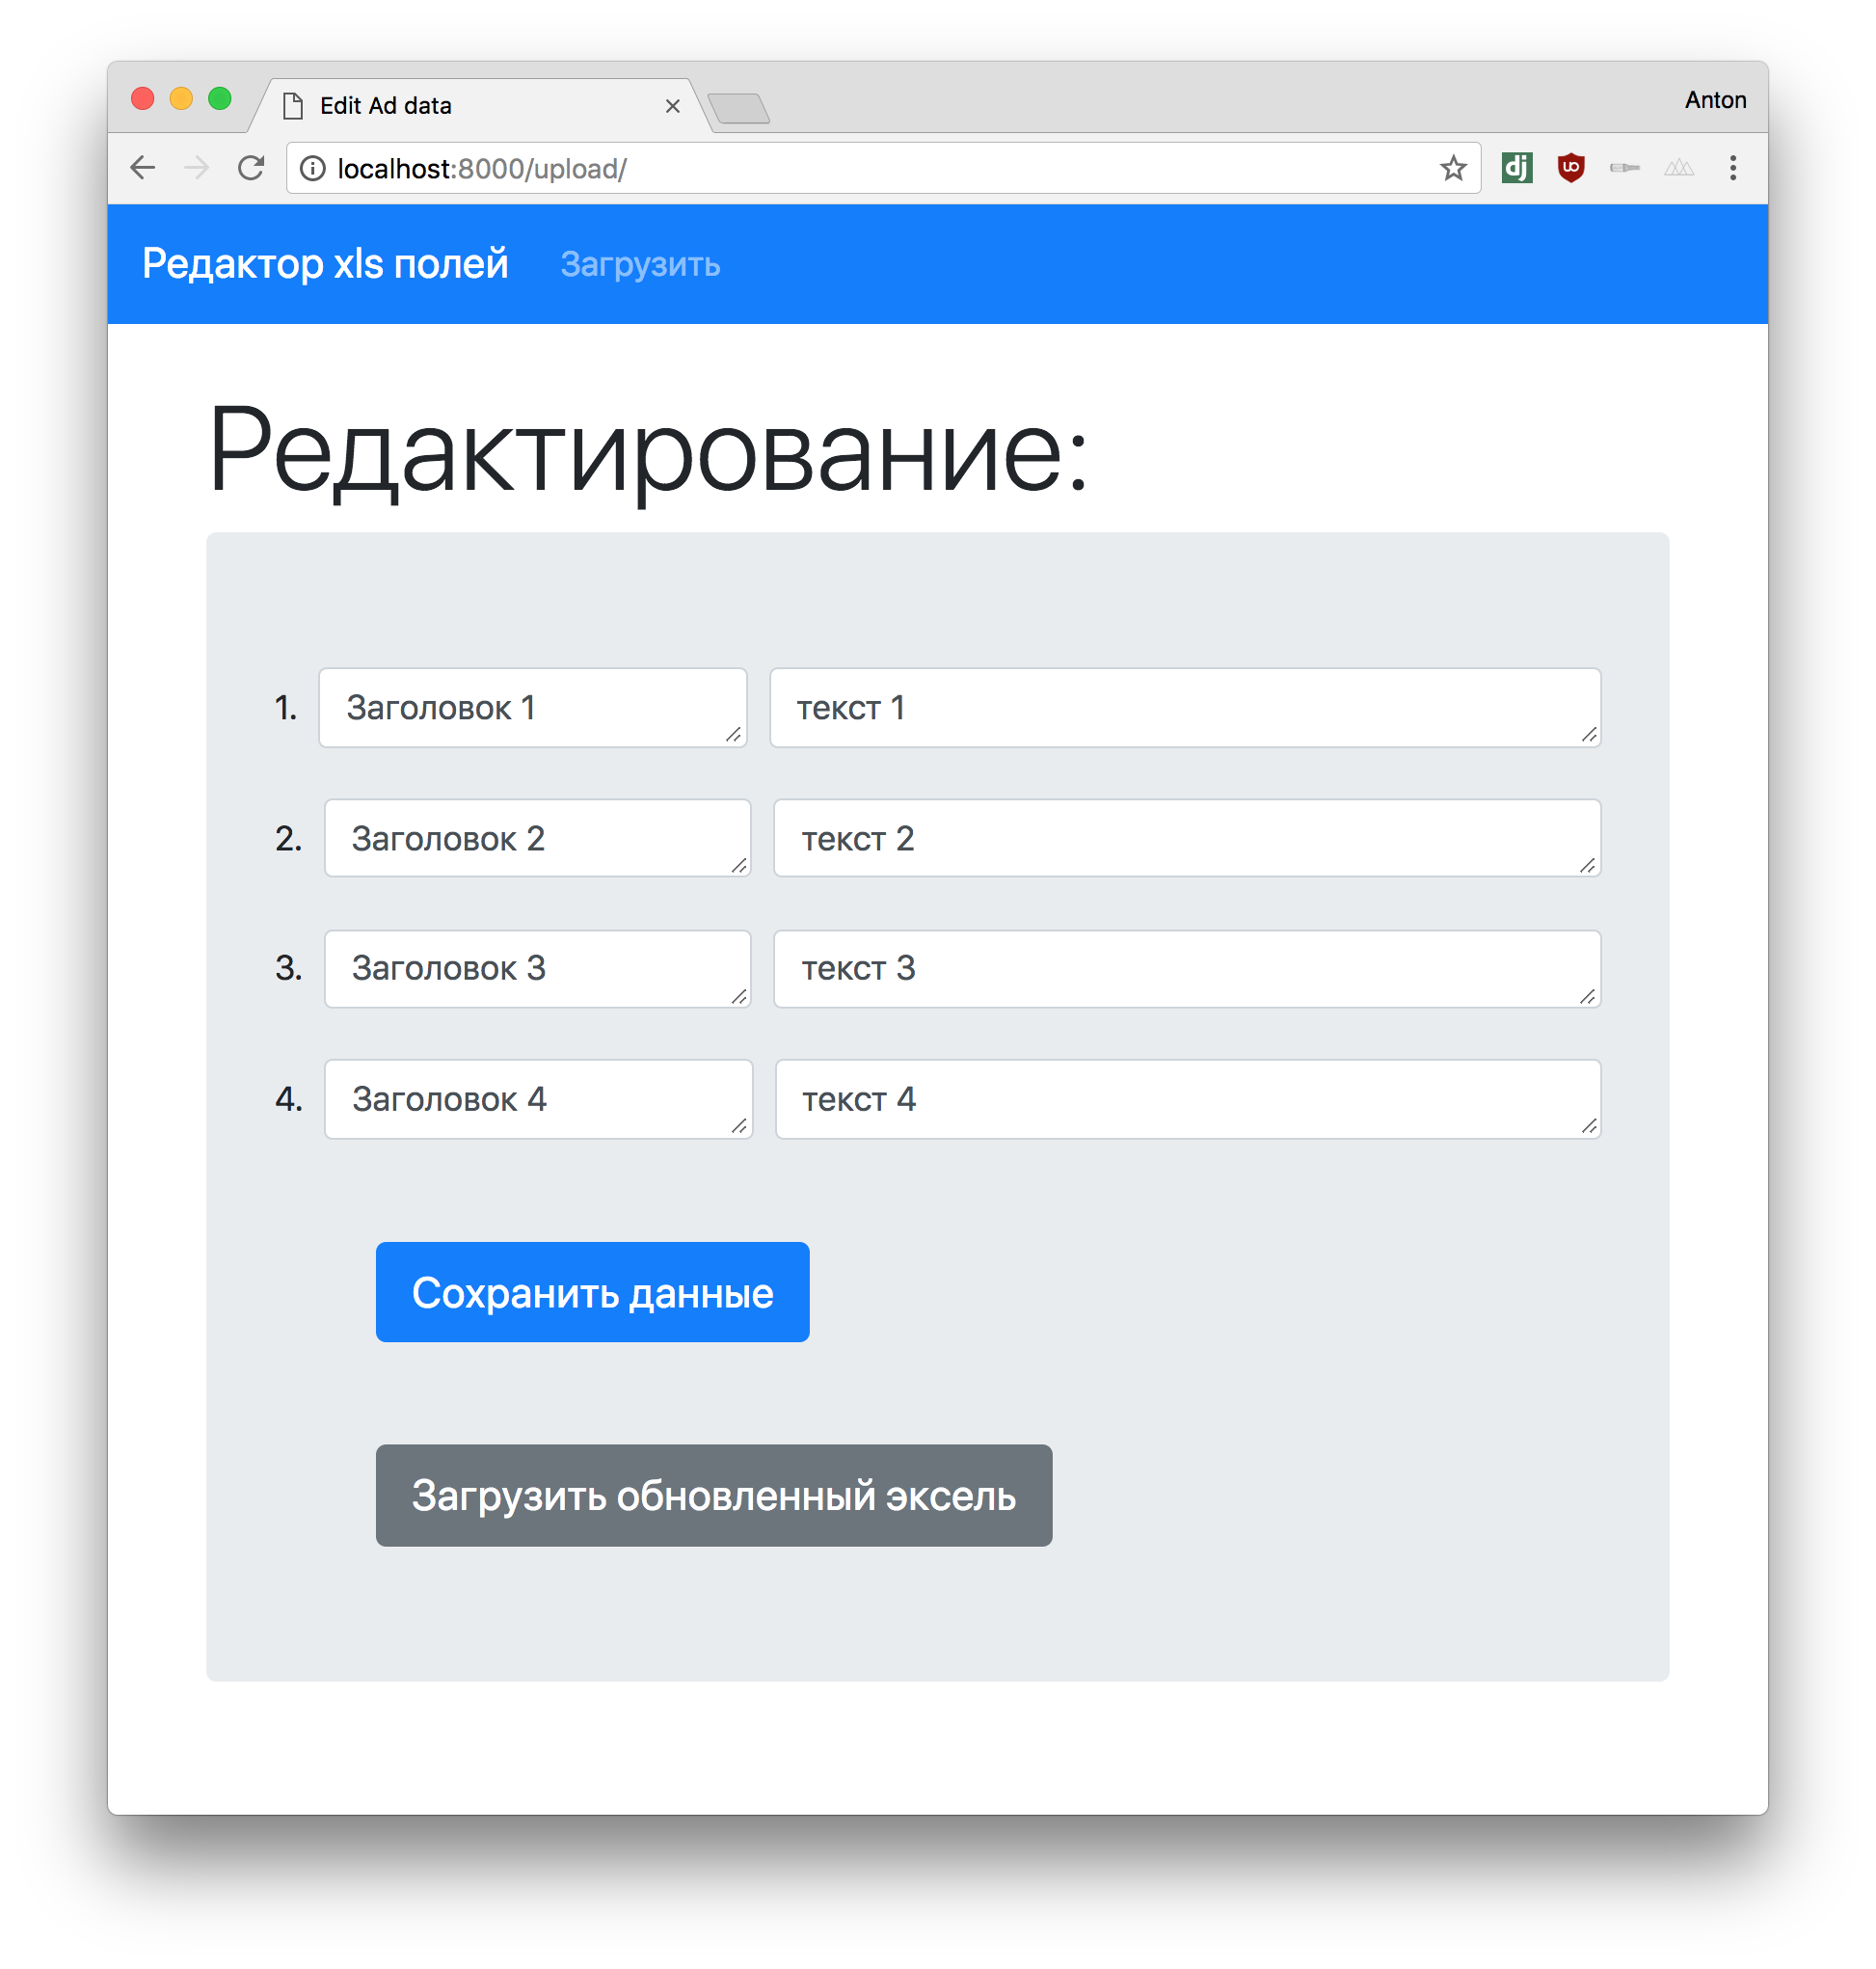 Edit Ad data
Anton
localhost:8000/upload/
dj
Редактор xls полей Загрузить
Редактирование:
1. Заголовок 1 текст 1
2. Заголовок 2 текст 2
3. Заголовок 3 текст 3
4. Заголовок 4 текст 4
Сохранить данные
Загрузить обновленный эксель